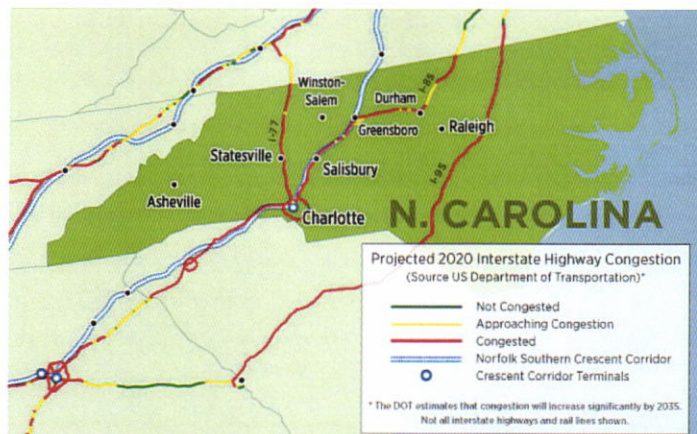 Winston-
Salem
Durham
I-85
Greensboro
Raleigh
I-77
Statesville
Salisbury
I-95
Asheville
Charlotte
N. CAROLINA
Projected 2020 Interstate Highway Congestion
(Source US Department of Transportation)*
Not Congested
Approaching Congestion
Congested
Norfolk Southern Crescent Corridor
Crescent Corridor Terminals
* The DOT estimates that congestion will increase significantly by 2035.
Not all interstate highways and rail lines shown.